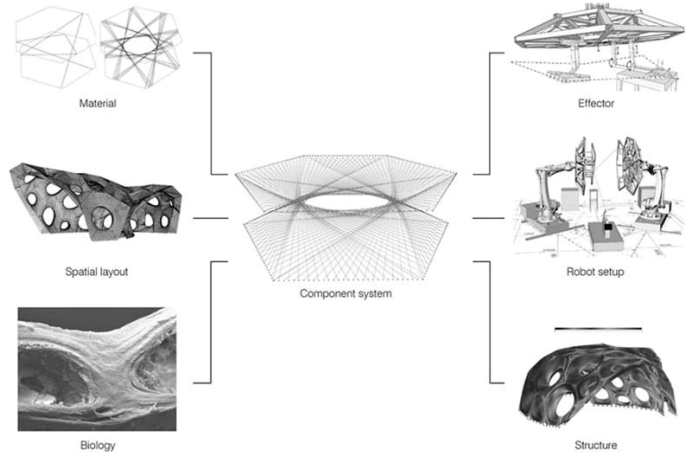 Material
Effector
Spatial layout
Component system
Robot setup
Biology
Structure